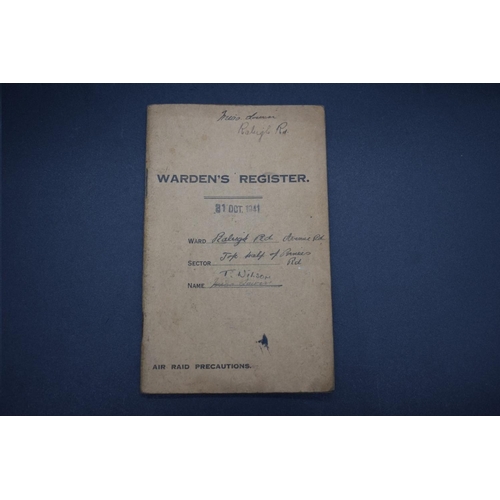 Raleigh Rd
WARDEN'S REGISTER.
31 OCT. 1941
WARD Raleigh Rd
SECTOR Top half of Rd
NAME
AIR RAID PRECAUTIONS.